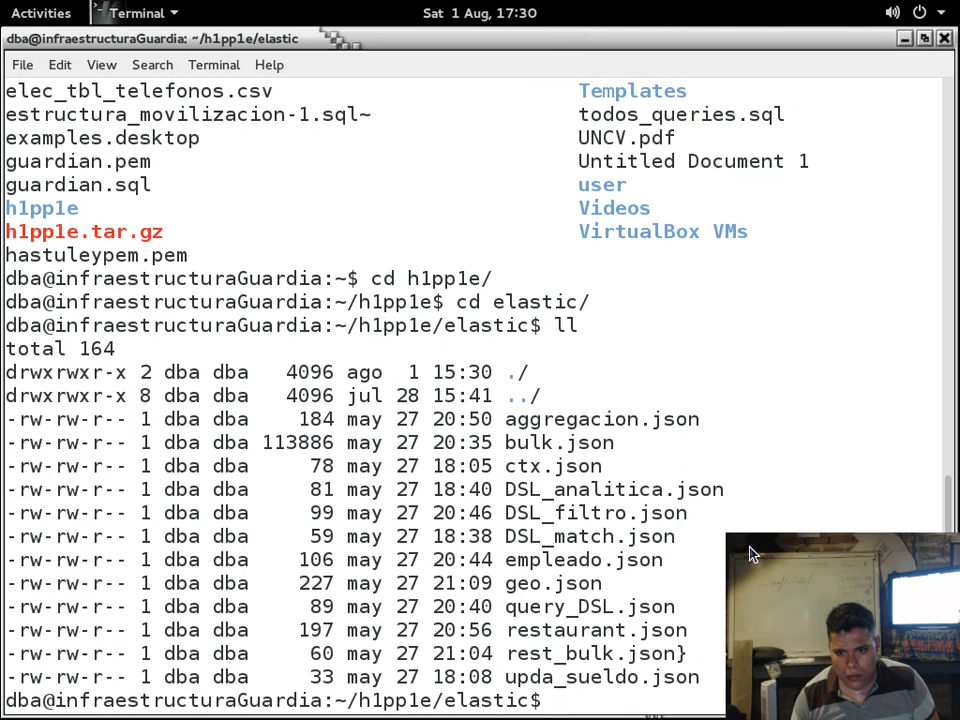 Activities Terminal Sat 1 Aug, 17:30
dba@infraestructuraGuardia: ~/h1pp1e/elastic
File Edit View Search Terminal Help
elec_tbl_telefonos.csv Templates
estructura_movilizacion-1.sql~ todos_queries.sql
examples.desktop UNCV.pdf
guardian.pem Untitled Document 1
guardian.sql user
h1pp1e Videos
h1pp1e.tar.gz VirtualBox VMs
hastuleypem.pem
dba@infraestructuraGuardia:~$ cd h1pp1e/
dba@infraestructuraGuardia:~/h1pp1e$ cd elastic/
dba@infraestructuraGuardia:~/h1pp1e/elastic$ ll
total 164
drwxrwxr-x 2 dba dba 4096 ago 1 15:30 ./
drwxrwxr-x 8 dba dba 4096 jul 28 15:41 ../
-rw-rw-r-- 1 dba dba 184 may 27 20:50 aggregacion.json
-rw-rw-r-- 1 dba dba 113886 may 27 20:35 bulk.json
-rw-rw-r-- 1 dba dba 78 may 27 18:05 ctx.json
-rw-rw-r-- 1 dba dba 81 may 27 18:40 DSL_analitica.json
-rw-rw-r-- 1 dba dba 99 may 27 20:46 DSL_filtro.json
-rw-rw-r-- 1 dba dba 59 may 27 18:38 DSL_match.json
-rw-rw-r-- 1 dba dba 106 may 27 20:44 empleado.json
-rw-rw-r-- 1 dba dba 227 may 27 21:09 geo.json
-rw-rw-r-- 1 dba dba 89 may 27 20:40 query_DSL.json
-rw-rw-r-- 1 dba dba 197 may 27 20:56 restaurant.json
-rw-rw-r-- 1 dba dba 60 may 27 21:04 rest_bulk.json}
-rw-rw-r-- 1 dba dba 33 may 27 18:08 upda_sueldo.json
dba@infraestructuraGuardia:~/h1pp1e/elastic$